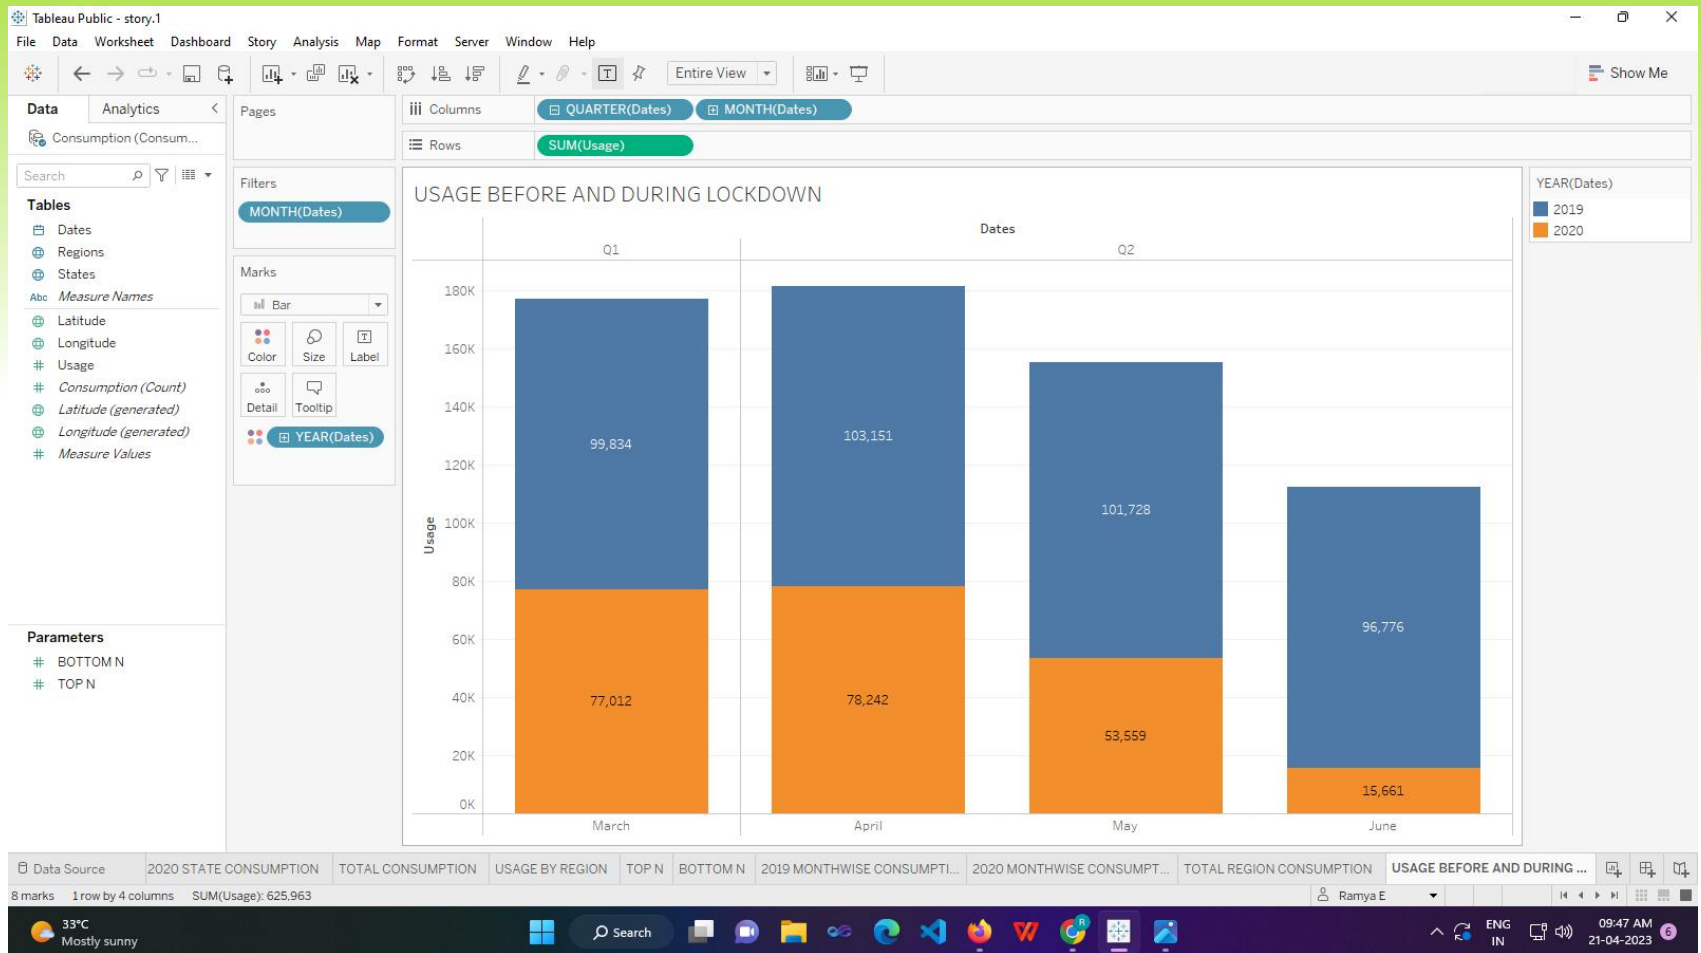 Tableau Public - story.1
File Data Worksheet Dashboard Story Analysis Map Format Server Window Help
Entire View
Show Me
Data Analytics
Consumption (Consum...
Search
Tables
Dates
Regions
States
Abc Measure Names
Latitude
Longitude
# Usage
# Consumption (Count)
Latitude (generated)
Longitude (generated)
# Measure Values
Parameters
# BOTTOM N
# TOP N
Pages
Filters
MONTH(Dates)
Marks
Bar
Color Size Label
Detail Tooltip
YEAR(Dates)
Columns QUARTER(Dates) MONTH(Dates)
Rows SUM(Usage)
USAGE BEFORE AND DURING LOCKDOWN
Dates
Q1 Q2
180K
160K
140K
120K
100K
80K
60K
40K
20K
0K
Usage
99,834
103,151
101,728
96,776
77,012
78,242
53,559
15,661
March April May June
YEAR(Dates)
2019
2020
Data Source 2020 STATE CONSUMPTION TOTAL CONSUMPTION USAGE BY REGION TOP N BOTTOM N 2019 MONTHWISE CONSUMPTI... 2020 MONTHWISE CONSUMPT... TOTAL REGION CONSUMPTION USAGE BEFORE AND DURING ...
8 marks 1 row by 4 columns SUM(Usage): 625,963 Ramya E
33°C
Mostly sunny
Search
R
ENG
IN
09:47 AM
21-04-2023
6